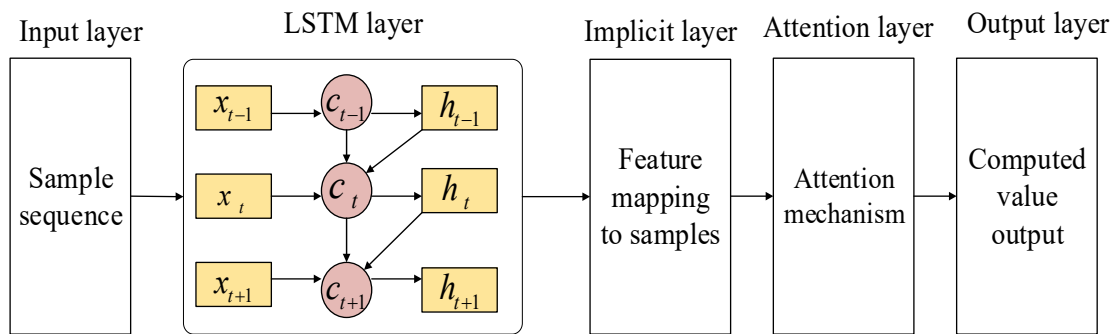 Input layer
LSTM layer
Implicit layer
Attention layer
Output layer
Sample
sequence
x_{t-1}
c_{t-1}
h_{t-1}
x_t
c_t
h_t
x_{t+1}
c_{t+1}
h_{t+1}
Feature
mapping
to samples
Attention
mechanism
Computed
value
output